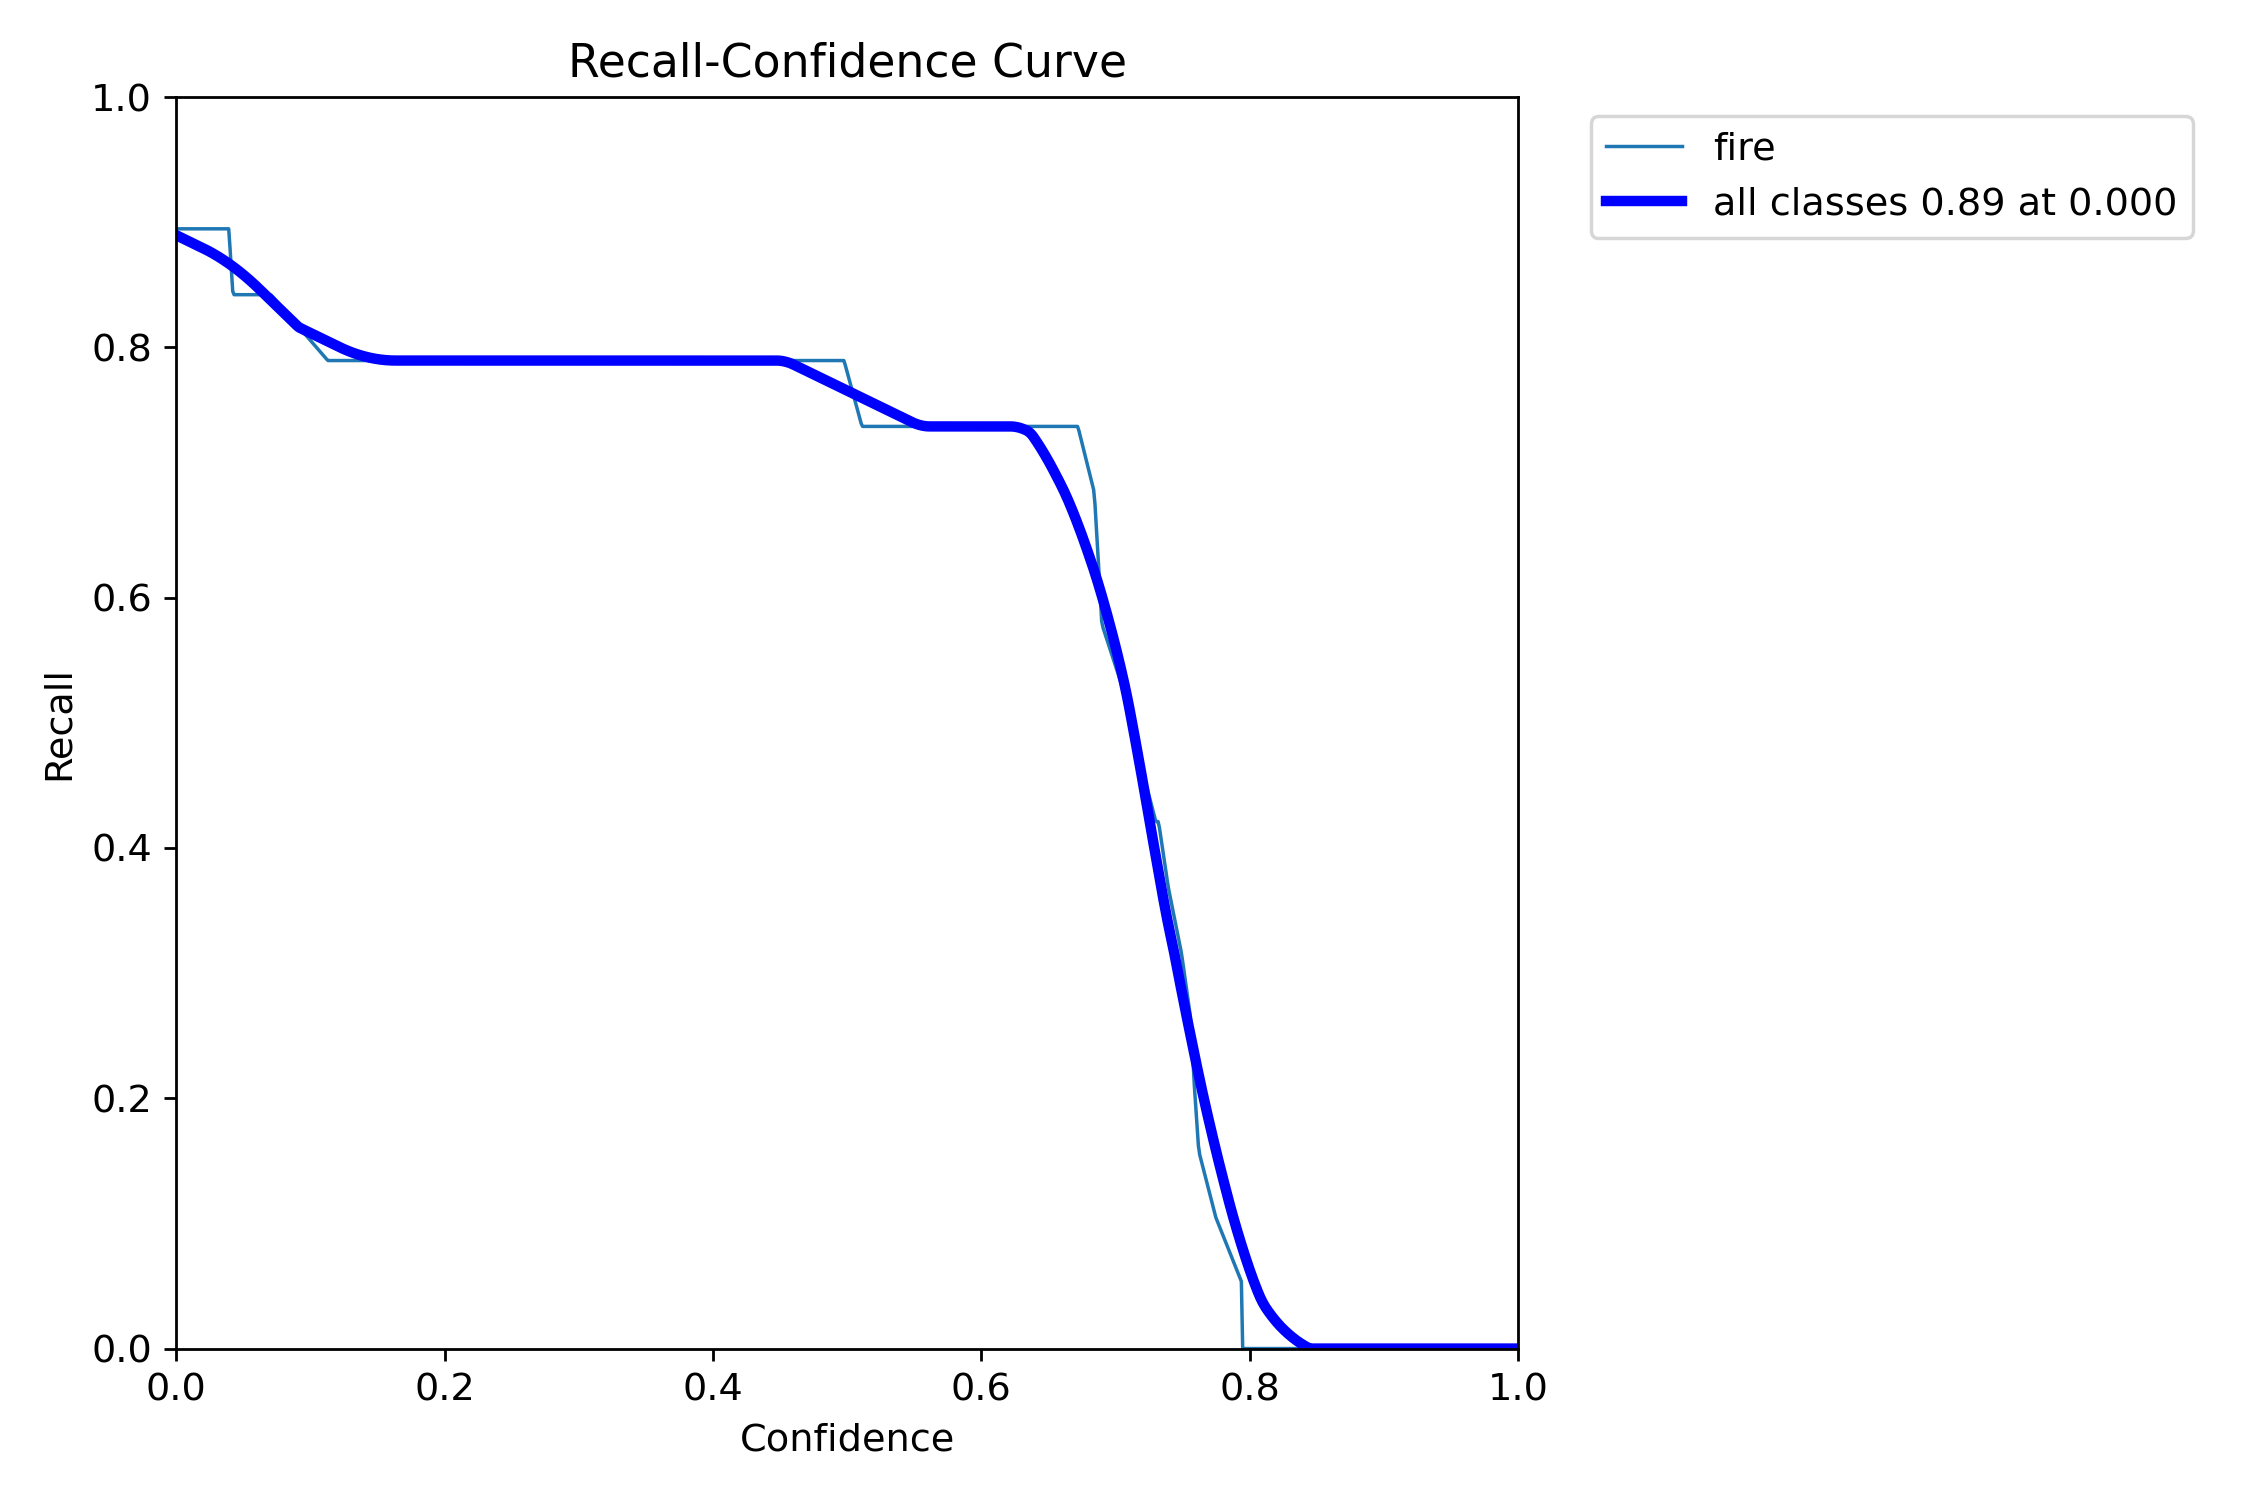 Recall-Confidence Curve
1.0
0.8
0.6
0.4
0.2
0.0
Recall
0.0 0.2 0.4 0.6 0.8 1.0
Confidence
fire
all classes 0.89 at 0.000